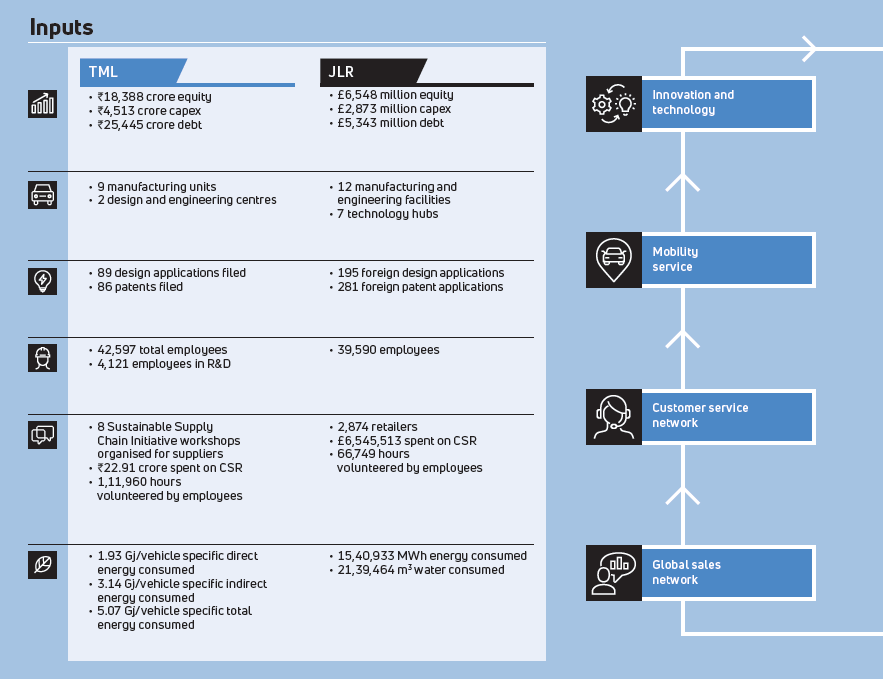 Inputs
TML
• ₹18,388 crore equity
• ₹4,513 crore capex
• ₹25,445 crore debt
JLR
• £6,548 million equity
• £2,873 million capex
• £5,343 million debt
• 9 manufacturing units
• 2 design and engineering centres
• 12 manufacturing and
engineering facilities
• 7 technology hubs
• 89 design applications filed
• 86 patents filed
• 195 foreign design applications
• 281 foreign patent applications
• 42,597 total employees
• 4,121 employees in R&D
• 39,590 employees
• 8 Sustainable Supply
Chain Initiative workshops
organised for suppliers
• ₹22.91 crore spent on CSR
• 1,11,960 hours
volunteered by employees
• 2,874 retailers
• £6,545,513 spent on CSR
• 66,749 hours
volunteered by employees
• 1.93 Gj/vehicle specific direct
energy consumed
• 3.14 Gj/vehicle specific indirect
energy consumed
• 5.07 Gj/vehicle specific total
energy consumed
• 15,40,933 MWh energy consumed
• 21,39,464 m³ water consumed
Innovation and
technology
Mobility
service
Customer service
network
Global sales
network